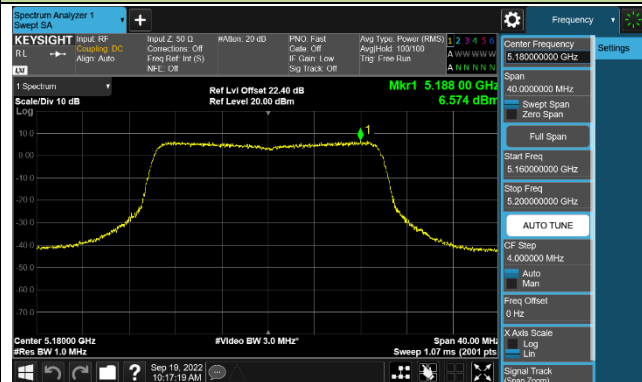 Spectrum Analyzer 1
Swept SA
+
Frequency
KEYSIGHT Input: RF Input Z: 50 Ω #Atten: 20 dB PNO: Fast Avg Type: Power (RMS) 1 2 3 4 5 6
RL Coupling: DC Corrections: Off Gate: Off Avg|Hold: 100/100 A W W W W W
Align: Auto Freq Ref: Int (S) IF Gain: Low Trig: Free Run
LXI NFE: Off Sig Track: Off A N N N N N
Center Frequency
5.18000000 GHz
Settings
Span
40.0000000 MHz
Swept Span
Zero Span
Full Span
Start Freq
5.160000000 GHz
Stop Freq
5.200000000 GHz
AUTO TUNE
CF Step
4.000000 MHz
Auto
Man
Freq Offset
0 Hz
X Axis Scale
Log
Lin
Signal Track
(Span Zoom)
1 Spectrum
Scale/Div 10 dB
Log
Ref Lvl Offset 22.40 dB
Ref Level 20.00 dBm
Mkr1 5.188 00 GHz
6.574 dBm
1
10.0
0.00
-10.0
-20.0
-30.0
-40.0
-50.0
-60.0
-70.0
Center 5.18000 GHz #Video BW 3.0 MHz* Span 40.00 MHz
#Res BW 1.0 MHz Sweep 1.07 ms (2001 pts
? Sep 19, 2022
10:17:19 AM